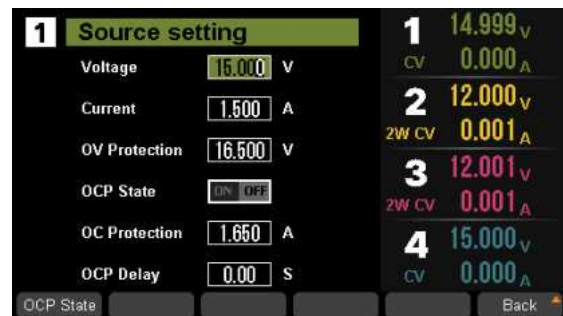 1 Source setting
Voltage 15.000 V
Current 1.500 A
OV Protection 16.500 V
OCP State ON OFF
OC Protection 1.650 A
OCP Delay 0.00 S
1 14.999 V
CV 0.000 A
2 12.000 V
2W CV 0.001 A
3 12.001 V
2W CV 0.001 A
4 15.000 V
CV 0.000 A
OCP State Back